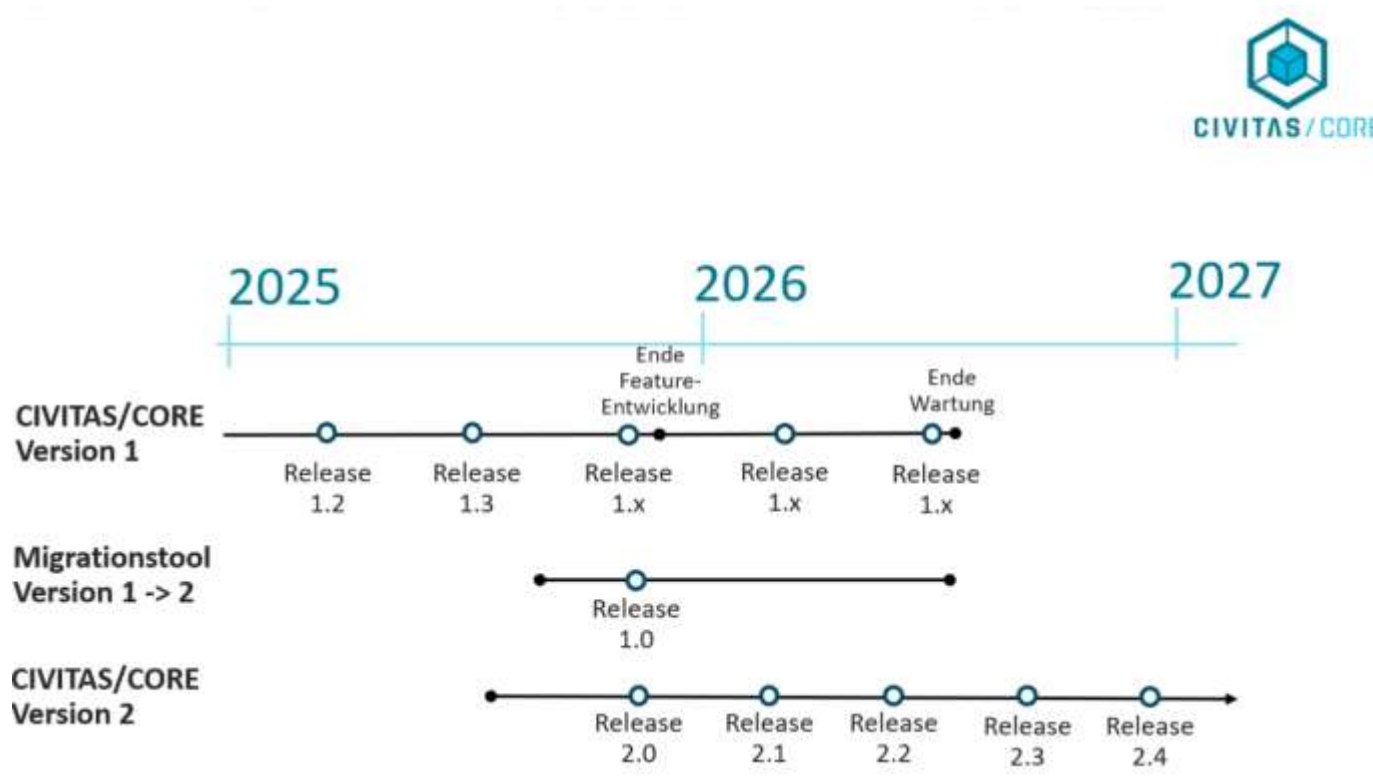 CIVITAS/CORE
2025
2026
2027
Ende
Feature-
Entwicklung
Ende
Wartung
CIVITAS/CORE
Version 1
Release
1.2
Release
1.3
Release
1.x
Release
1.x
Release
1.x
Migrationstool
Version 1 -> 2
Release
1.0
CIVITAS/CORE
Version 2
Release
2.0
Release
2.1
Release
2.2
Release
2.3
Release
2.4